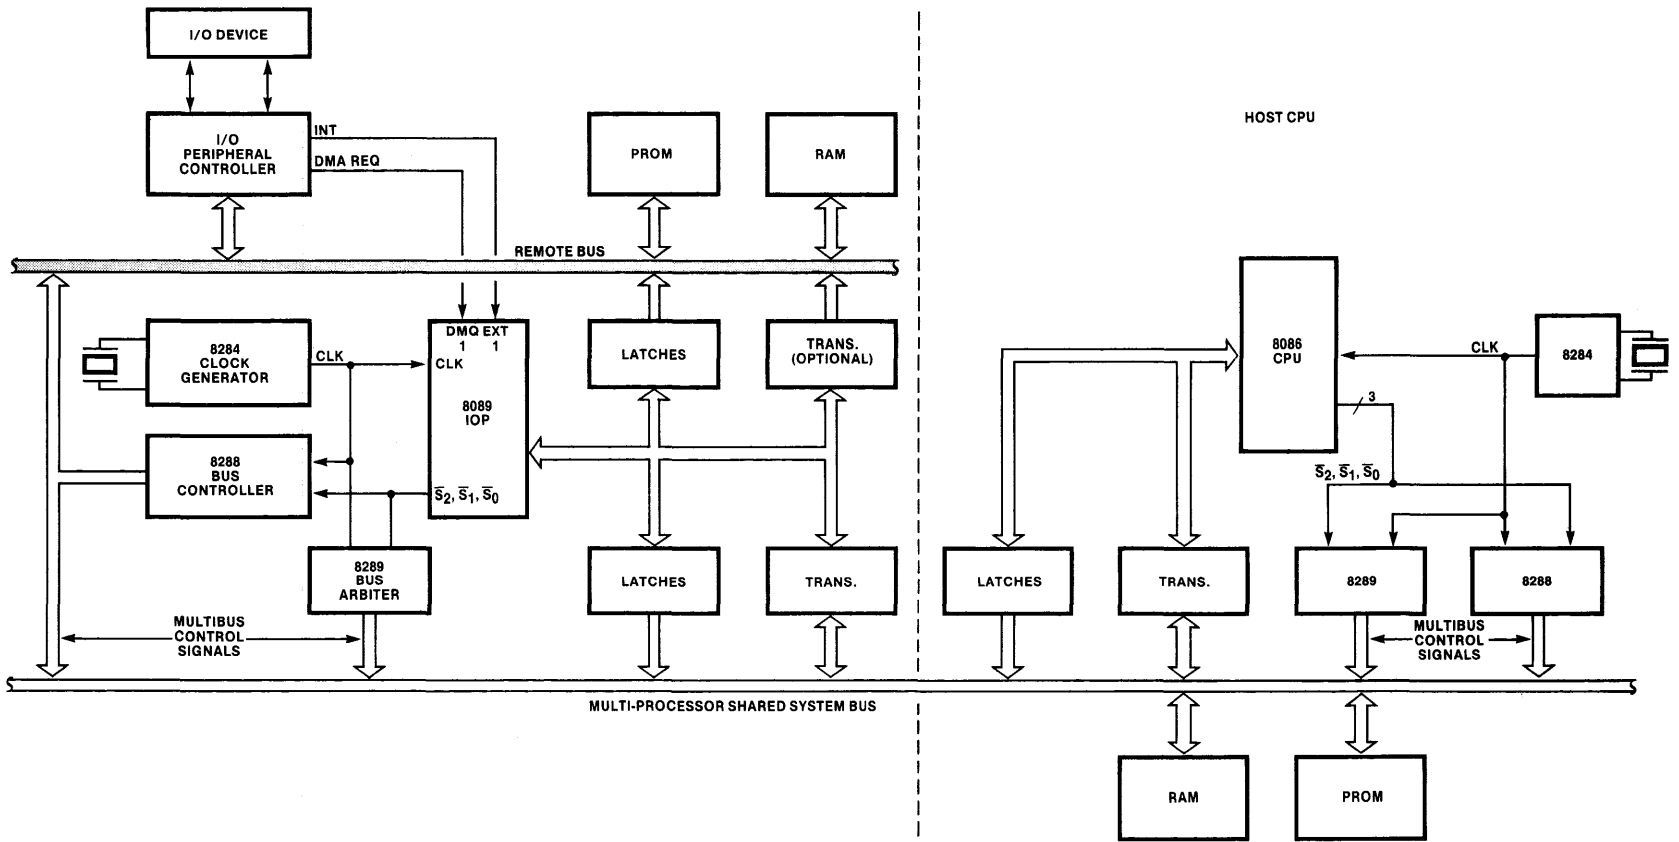 I/O DEVICE
HOST CPU
I/O
PERIPHERAL
CONTROLLER
INT
DMA REQ
PROM
RAM
REMOTE BUS
8284
CLOCK
GENERATOR
CLK
DMQ EXT
1 1
CLK
8089
IOP
S̅2, S̅1, S̅0
LATCHES
TRANS.
(OPTIONAL)
8086
CPU
CLK
8284
3
S̅2, S̅1, S̅0
8288
BUS
CONTROLLER
8289
BUS
ARBITER
LATCHES
TRANS.
LATCHES
TRANS.
8289
8288
MULTIBUS
CONTROL
SIGNALS
MULTIBUS
CONTROL
SIGNALS
MULTI-PROCESSOR SHARED SYSTEM BUS
RAM
PROM